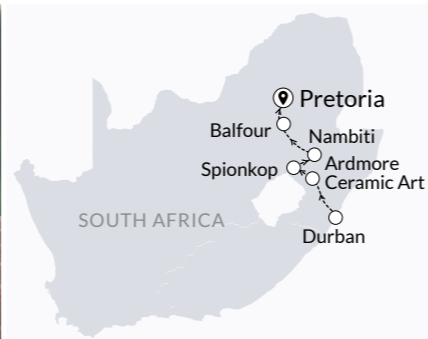 Pretoria
Balfour
Nambiti
Spionkop
Ardmore
Ceramic Art
SOUTH AFRICA
Durban